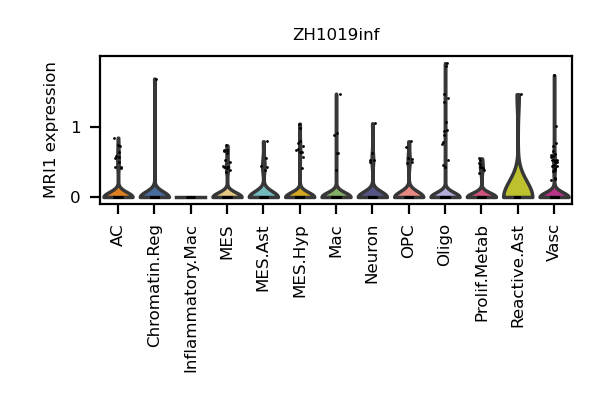 ZH1019inf
MRI1 expression
1
0
AC
Chromatin.Reg
Inflammatory.Mac
MES
MES.Ast
MES.Hyp
Mac
Neuron
OPC
Oligo
Prolif.Metab
Reactive.Ast
Vasc